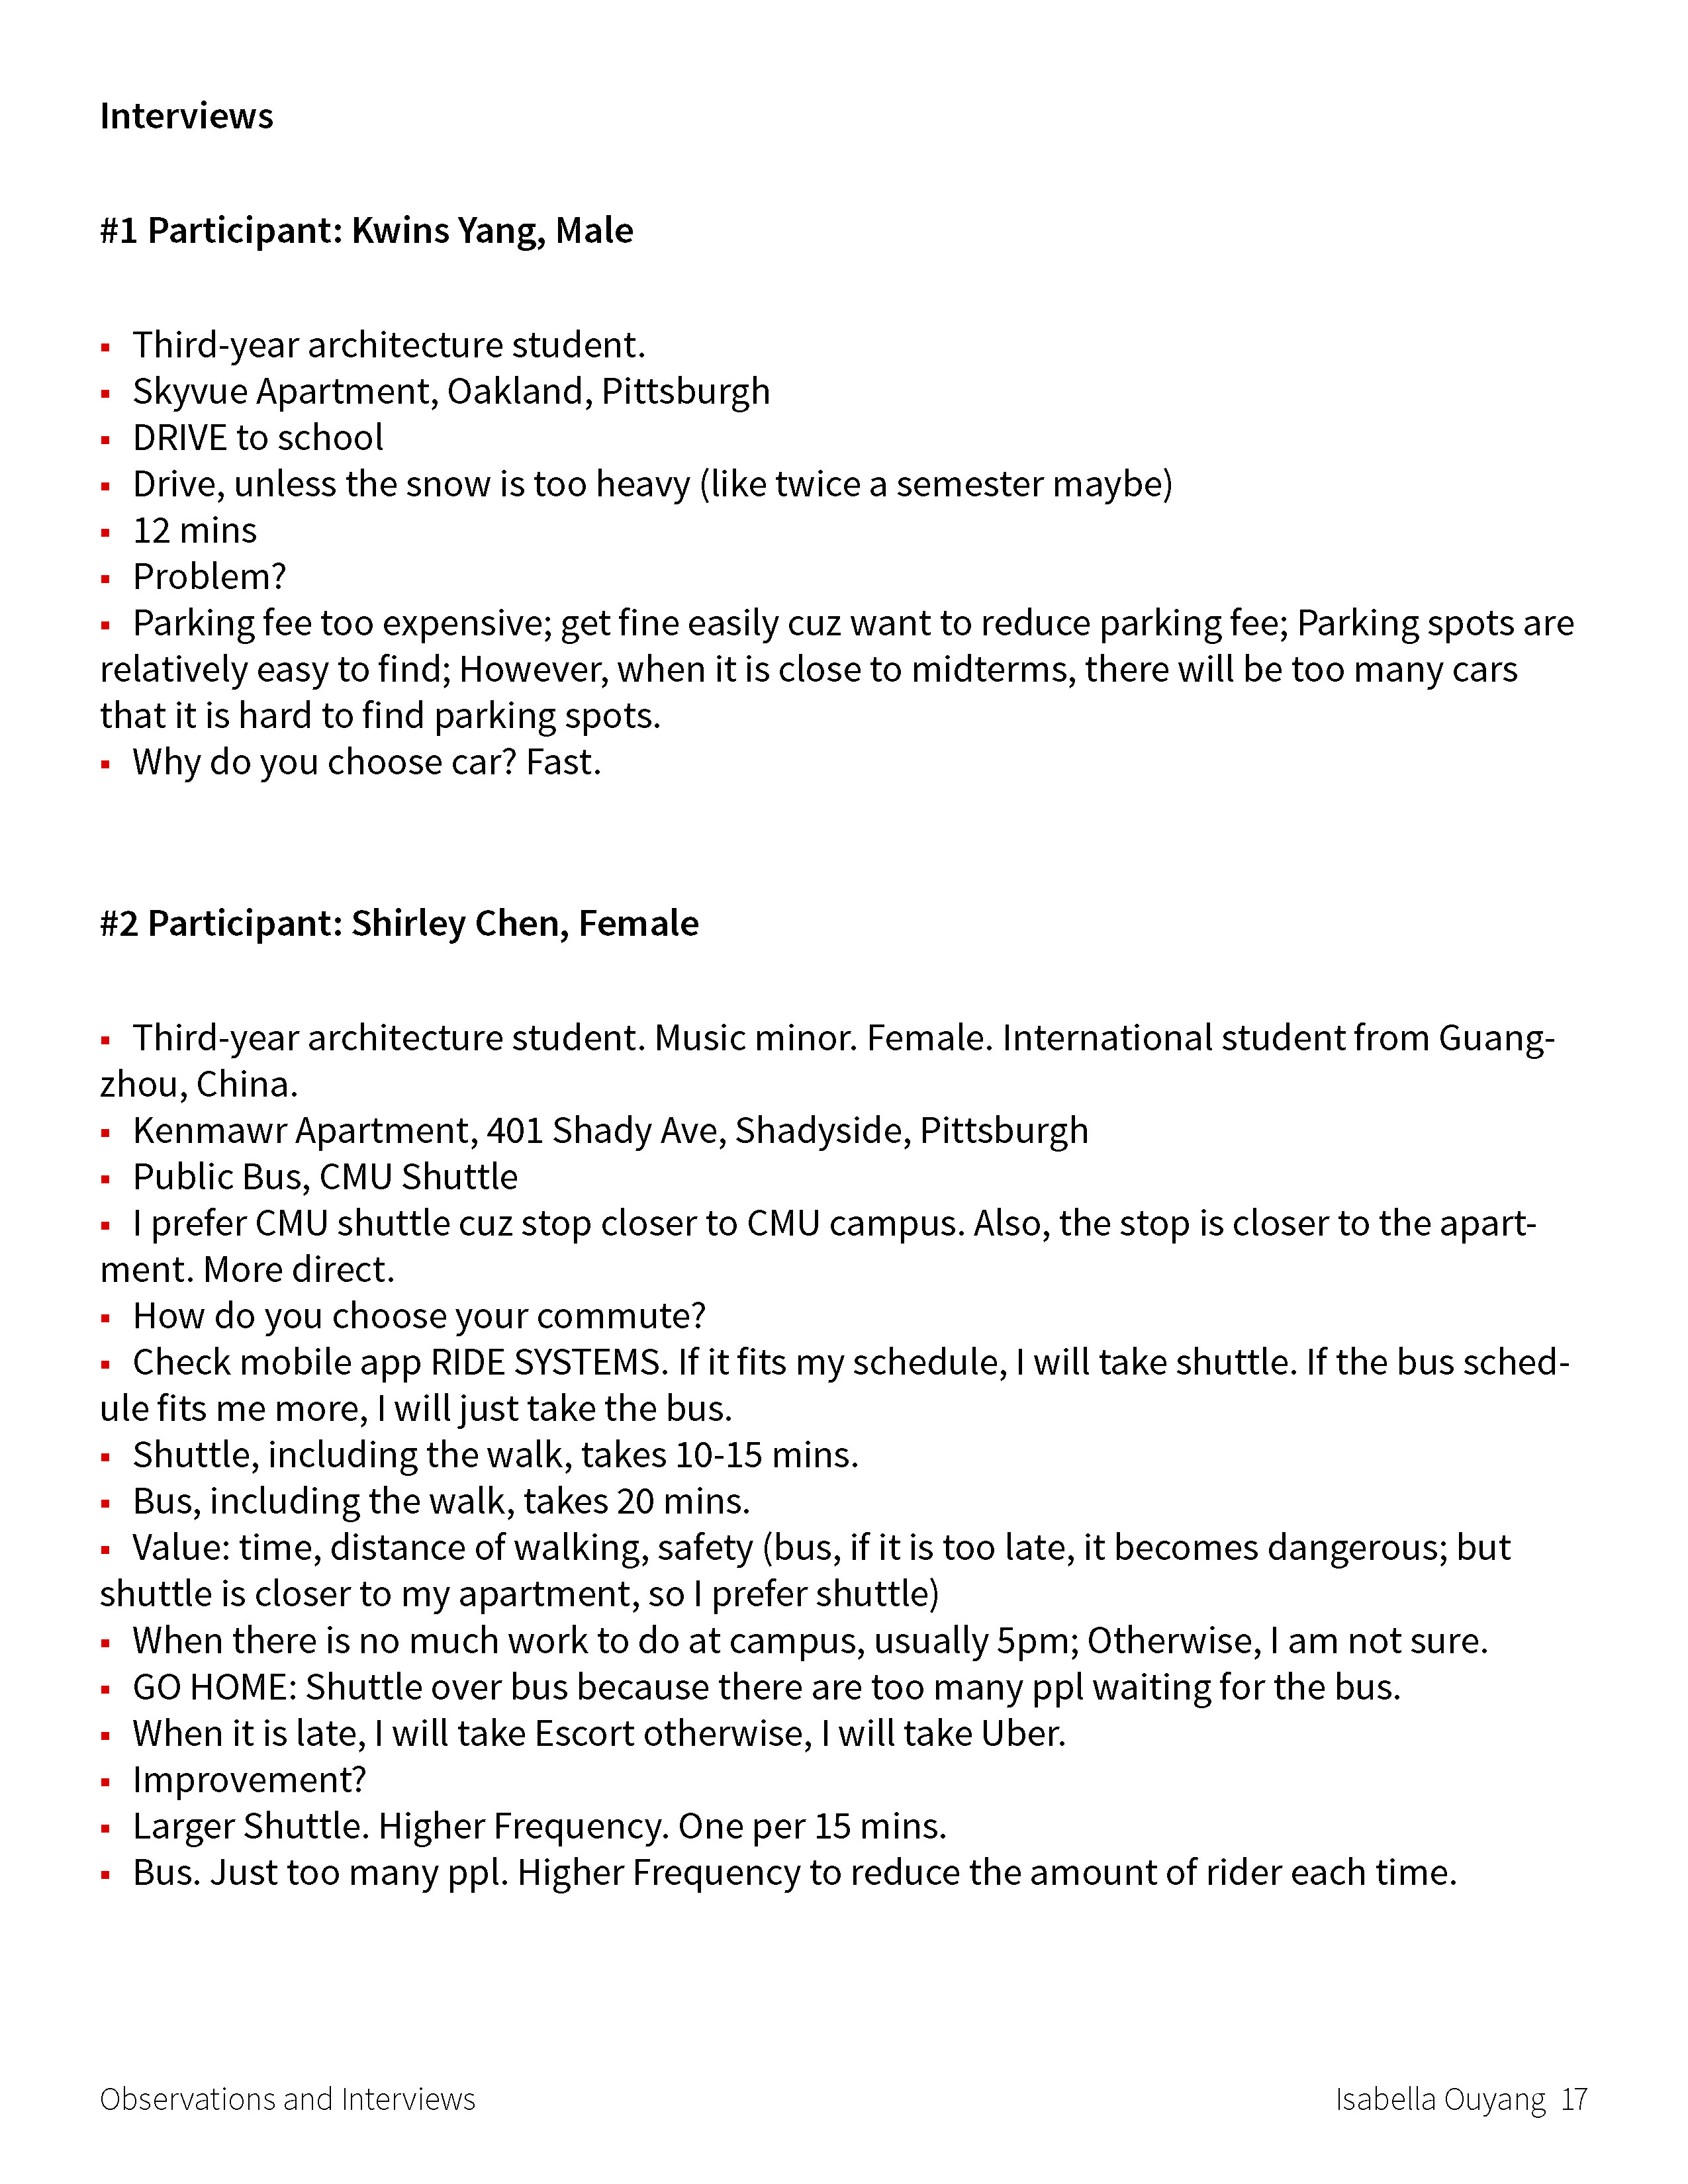 Interviews
#1 Participant: Kwins Yang, Male
▪ Third-year architecture student.
▪ Skyvue Apartment, Oakland, Pittsburgh
▪ DRIVE to school
▪ Drive, unless the snow is too heavy (like twice a semester maybe)
▪ 12 mins
▪ Problem?
▪ Parking fee too expensive; get fine easily cuz want to reduce parking fee; Parking spots are
relatively easy to find; However, when it is close to midterms, there will be too many cars
that it is hard to find parking spots.
▪ Why do you choose car? Fast.
#2 Participant: Shirley Chen, Female
▪ Third-year architecture student. Music minor. Female. International student from Guang-
zhou, China.
▪ Kenmawr Apartment, 401 Shady Ave, Shadyside, Pittsburgh
▪ Public Bus, CMU Shuttle
▪ I prefer CMU shuttle cuz stop closer to CMU campus. Also, the stop is closer to the apart-
ment. More direct.
▪ How do you choose your commute?
▪ Check mobile app RIDE SYSTEMS. If it fits my schedule, I will take shuttle. If the bus sched-
ule fits me more, I will just take the bus.
▪ Shuttle, including the walk, takes 10-15 mins.
▪ Bus, including the walk, takes 20 mins.
▪ Value: time, distance of walking, safety (bus, if it is too late, it becomes dangerous; but
shuttle is closer to my apartment, so I prefer shuttle)
▪ When there is no much work to do at campus, usually 5pm; Otherwise, I am not sure.
▪ GO HOME: Shuttle over bus because there are too many ppl waiting for the bus.
▪ When it is late, I will take Escort otherwise, I will take Uber.
▪ Improvement?
▪ Larger Shuttle. Higher Frequency. One per 15 mins.
▪ Bus. Just too many ppl. Higher Frequency to reduce the amount of rider each time.
Observations and Interviews
Isabella Ouyang 17